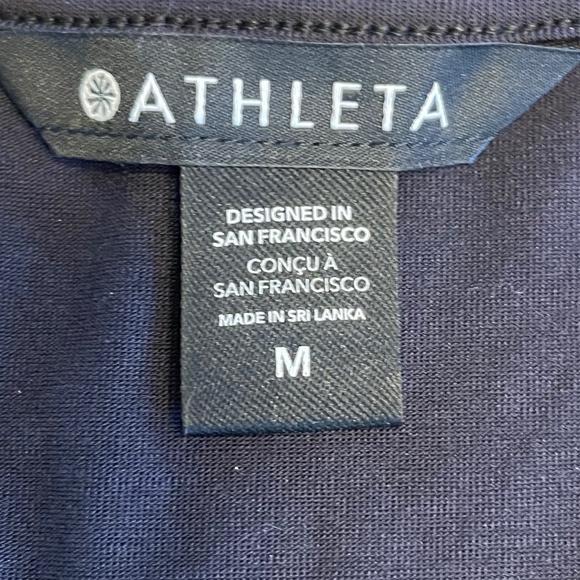 ATHLETA
DESIGNED IN
SAN FRANCISCO
CONÇU À
SAN FRANCISCO
MADE IN SRI LANKA
M